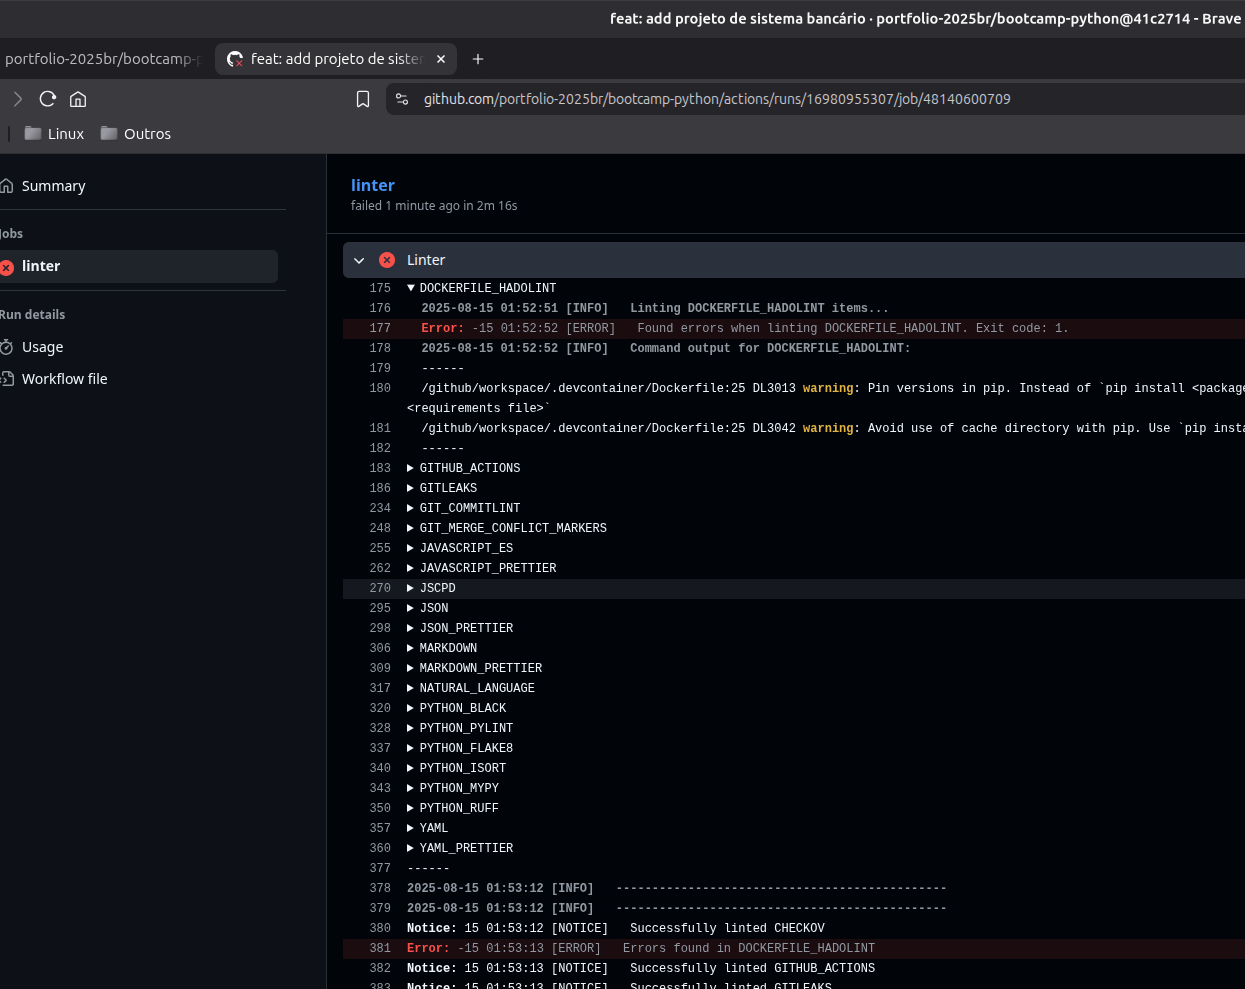 feat: add projeto de sistema bancário · portfolio-2025br/bootcamp-python@41c2714 - Brave
portfolio-2025br/bootcamp-p
feat: add projeto de sister
github.com/portfolio-2025br/bootcamp-python/actions/runs/16980955307/job/48140600709
Linux
Outros
Summary
Jobs
linter
Run details
Usage
Workflow file
linter
failed 1 minute ago in 2m 16s
Linter
175 DOCKERFILE_HADOLINT
176 2025-08-15 01:52:51 [INFO] Linting DOCKERFILE_HADOLINT items...
177 Error: -15 01:52:52 [ERROR] Found errors when linting DOCKERFILE_HADOLINT. Exit code: 1.
178 2025-08-15 01:52:52 [INFO] Command output for DOCKERFILE_HADOLINT:
179 ------
180 /github/workspace/.devcontainer/Dockerfile:25 DL3013 warning: Pin versions in pip. Instead of `pip install <package
<requirements file>`
181 /github/workspace/.devcontainer/Dockerfile:25 DL3042 warning: Avoid use of cache directory with pip. Use `pip insta
182 ------
183 GITHUB_ACTIONS
186 GITLEAKS
234 GIT_COMMITLINT
248 GIT_MERGE_CONFLICT_MARKERS
255 JAVASCRIPT_ES
262 JAVASCRIPT_PRETTIER
270 JSCPD
295 JSON
298 JSON_PRETTIER
306 MARKDOWN
309 MARKDOWN_PRETTIER
317 NATURAL_LANGUAGE
320 PYTHON_BLACK
328 PYTHON_PYLINT
337 PYTHON_FLAKE8
340 PYTHON_ISORT
343 PYTHON_MYPY
350 PYTHON_RUFF
357 YAML
360 YAML_PRETTIER
377 ------
378 2025-08-15 01:53:12 [INFO] ----------------------------------------------
379 2025-08-15 01:53:12 [INFO] ----------------------------------------------
380 Notice: 15 01:53:12 [NOTICE] Successfully linted CHECKOV
381 Error: -15 01:53:13 [ERROR] Errors found in DOCKERFILE_HADOLINT
382 Notice: 15 01:53:13 [NOTICE] Successfully linted GITHUB_ACTIONS
383 Notice: 15 01:53:13 [NOTICE] Successfully linted GITLEAKS